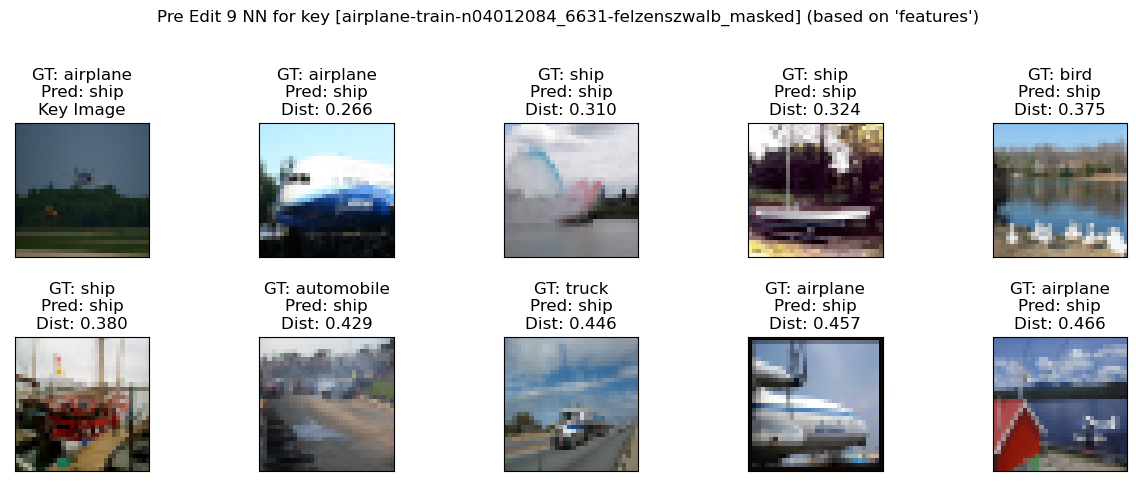 Pre Edit 9 NN for key [airplane-train-n04012084_6631-felzenszwalb_masked] (based on 'features')
GT: airplane
Pred: ship
Key Image
GT: airplane
Pred: ship
Dist: 0.266
GT: ship
Pred: ship
Dist: 0.310
GT: ship
Pred: ship
Dist: 0.324
GT: bird
Pred: ship
Dist: 0.375
GT: ship
Pred: ship
Dist: 0.380
GT: automobile
Pred: ship
Dist: 0.429
GT: truck
Pred: ship
Dist: 0.446
GT: airplane
Pred: ship
Dist: 0.457
GT: airplane
Pred: ship
Dist: 0.466